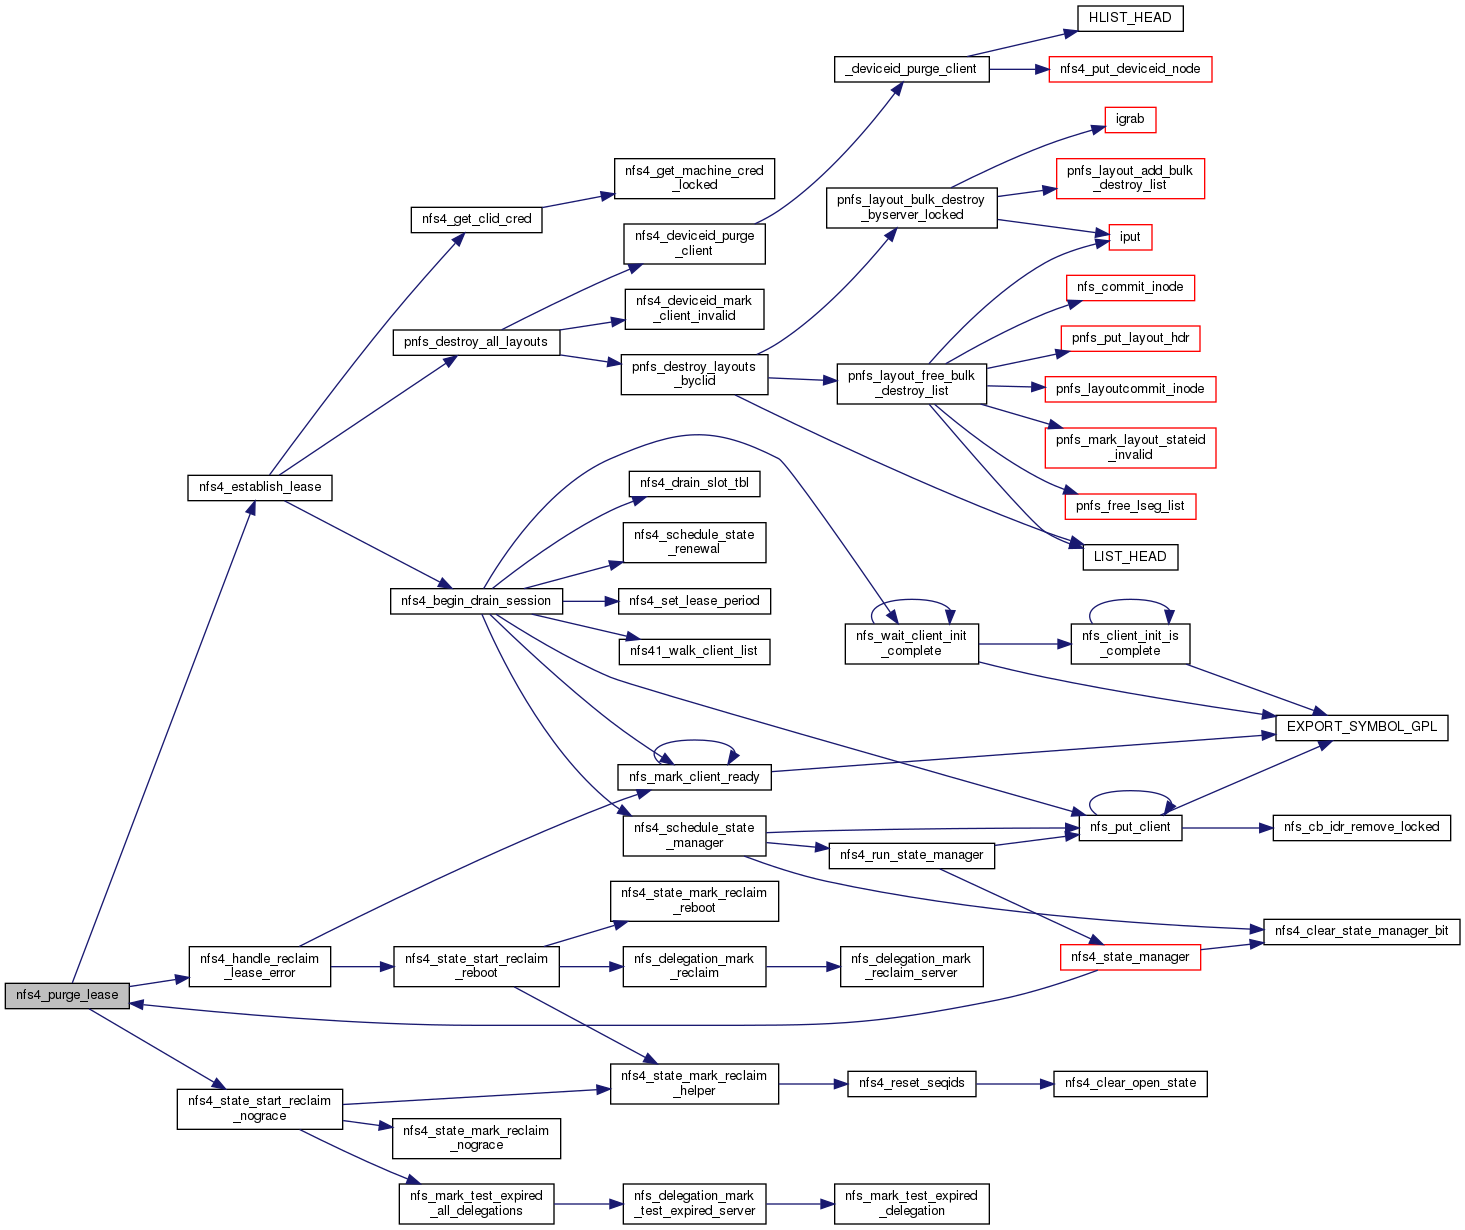 HLIST_HEAD
_deviceid_purge_client
nfs4_put_deviceid_node
igrab
nfs4_get_machine_cred
_locked
pnfs_layout_add_bulk
_destroy_list
pnfs_layout_bulk_destroy
_byserver_locked
nfs4_get_clid_cred
nfs4_deviceid_purge
_client
iput
nfs4_deviceid_mark
_client_invalid
nfs_commit_inode
pnfs_destroy_all_layouts
pnfs_put_layout_hdr
pnfs_destroy_layouts
_byclid
pnfs_layout_free_bulk
_destroy_list
pnfs_layoutcommit_inode
pnfs_mark_layout_stateid
_invalid
nfs4_establish_lease
nfs4_drain_slot_tbl
pnfs_free_lseg_list
nfs4_schedule_state
_renewal
LIST_HEAD
nfs4_begin_drain_session
nfs4_set_lease_period
nfs41_walk_client_list
nfs_wait_client_init
_complete
nfs_client_init_is
_complete
EXPORT_SYMBOL_GPL
nfs_mark_client_ready
nfs4_schedule_state
_manager
nfs_put_client
nfs_cb_idr_remove_locked
nfs4_run_state_manager
nfs4_state_mark_reclaim
_reboot
nfs4_clear_state_manager_bit
nfs4_handle_reclaim
_lease_error
nfs4_state_start_reclaim
_reboot
nfs_delegation_mark
_reclaim
nfs_delegation_mark
_reclaim_server
nfs4_state_manager
nfs4_purge_lease
nfs4_state_mark_reclaim
_helper
nfs4_reset_seqids
nfs4_clear_open_state
nfs4_state_start_reclaim
_nograce
nfs4_state_mark_reclaim
_nograce
nfs_mark_test_expired
_all_delegations
nfs_delegation_mark
_test_expired_server
nfs_mark_test_expired
_delegation